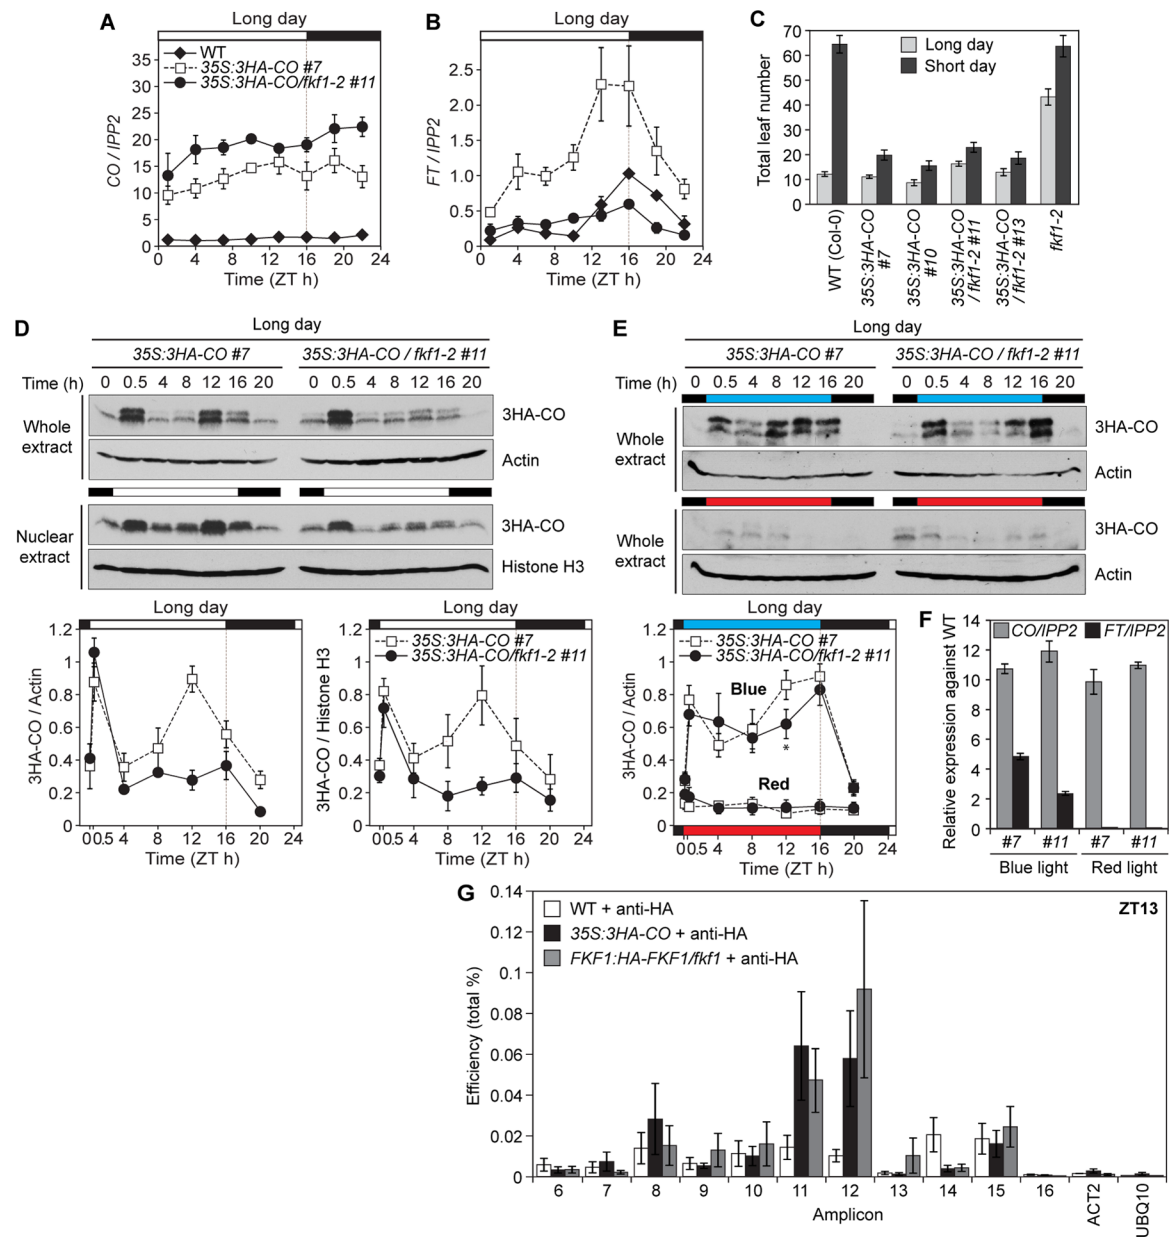 A
Long day
CO / IPP2
35
30
25
20
15
10
5
0
WT
35S:3HA-CO #7
35S:3HA-CO/fkf1-2 #11
0 4 8 12 16 20 24
Time (ZT h)
B
Long day
FT / IPP2
2.5
2.0
1.5
1.0
0.5
0
0 4 8 12 16 20 24
Time (ZT h)
C
Total leaf number
70
60
50
40
30
20
10
0
Long day
Short day
WT (Col-0)
35S:3HA-CO #7
35S:3HA-CO #10
35S:3HA-CO / fkf1-2 #11
35S:3HA-CO / fkf1-2 #13
fkf1-2
D
Long day
35S:3HA-CO #7
35S:3HA-CO / fkf1-2 #11
Time (h) 0 0.5 4 8 12 16 20 0 0.5 4 8 12 16 20
Whole extract
3HA-CO
Actin
Nuclear extract
3HA-CO
Histone H3
Long day
3HA-CO / Actin
1.2
1
0.8
0.6
0.4
0.2
0
0 0.5 4 8 12 16 20 24
Time (ZT h)
Long day
3HA-CO / Histone H3
1.2
1
0.8
0.6
0.4
0.2
0
35S:3HA-CO #7
35S:3HA-CO/fkf1-2 #11
0 0.5 4 8 12 16 20 24
Time (ZT h)
E
Long day
35S:3HA-CO #7
35S:3HA-CO / fkf1-2 #11
Time (h) 0 0.5 4 8 12 16 20 0 0.5 4 8 12 16 20
Whole extract
3HA-CO
Actin
Whole extract
3HA-CO
Actin
Long day
3HA-CO / Actin
1.2
1
0.8
0.6
0.4
0.2
0
35S:3HA-CO #7
35S:3HA-CO/fkf1-2 #11
Blue
*
Red
0 0.5 4 8 12 16 20 24
Time (ZT h)
F
Relative expression against WT
14
12
10
8
6
4
2
0
CO/IPP2
FT/IPP2
#7 #11 #7 #11
Blue light Red light
G
Efficiency (total %)
0.14
0.12
0.1
0.08
0.06
0.04
0.02
0
WT + anti-HA
35S:3HA-CO + anti-HA
FKF1:HA-FKF1/fkf1 + anti-HA
ZT13
6 7 8 9 10 11 12 13 14 15 16 ACT2 UBQ10
Amplicon